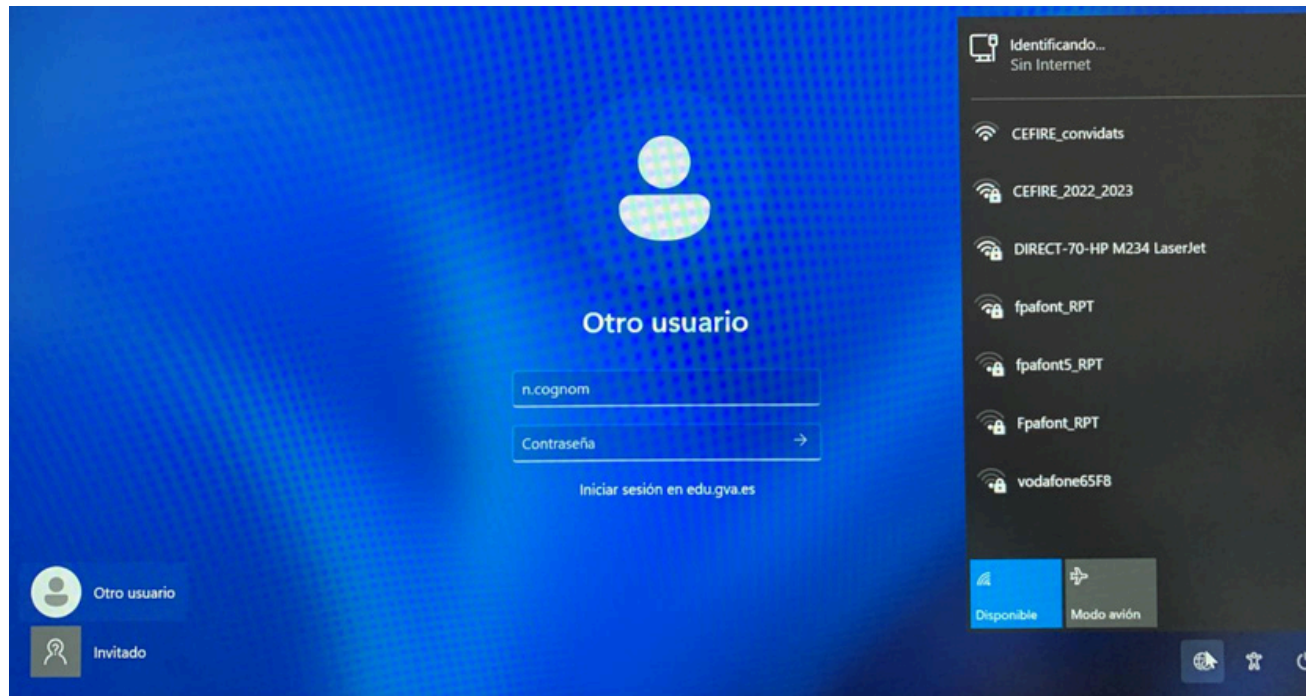 Identificando...
Sin Internet
CEFIRE_convidats
CEFIRE_2022_2023
DIRECT-70-HP M234 LaserJet
fpafont_RPT
fpafont5_RPT
Fpafont_RPT
vodafone65F8
Disponible
Modo avión
Otro usuario
n.cognom
Contraseña
Iniciar sesión en edu.gva.es
Otro usuario
Invitado